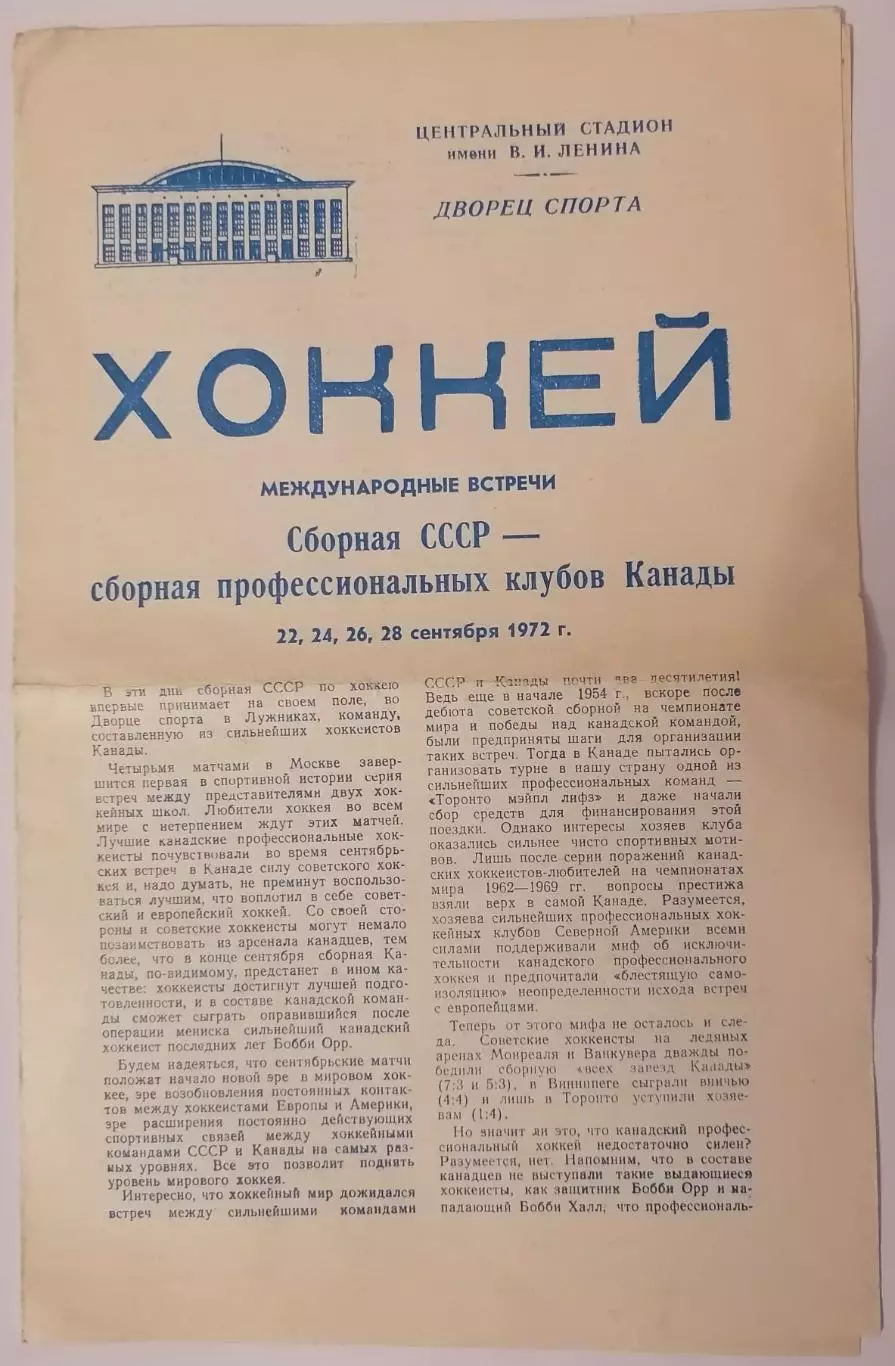 ЦЕНТРАЛЬНЫЙ СТАДИОН
имени В. И. ЛЕНИНА
ДВОРЕЦ СПОРТА
ХОККЕЙ
МЕЖДУНАРОДНЫЕ ВСТРЕЧИ
Сборная СССР —
сборная профессиональных клубов Канады
22, 24, 26, 28 сентября 1972 г.
В эти дни сборная СССР по хоккею
впервые принимает на своем поле, во
Дворце спорта в Лужниках, команду,
составленную из сильнейших хоккеистов
Канады.
Четырьмя матчами в Москве завер-
шится первая в спортивной истории серия
встреч между представителями двух хок-
кейных школ. Любители хоккея во всем
мире с нетерпением ждут этих матчей.
Лучшие канадские профессиональные хок-
кеисты почувствовали во время сентябрь-
ских встреч в Канаде силу советского хок-
кея и, надо думать, не преминут воспользо-
ваться лучшим, что воплотил в себе совет-
ский и европейский хоккей. Со своей сто-
роны и советские хоккеисты могут немало
позаимствовать из арсенала канадцев, тем
более, что в конце сентября сборная Ка-
нады, по-видимому, предстанет в ином ка-
честве: хоккеисты достигнут лучшей подго-
товленности, и в составе канадской коман-
ды сможет сыграть оправившийся после
операции мениска сильнейший канадский
хоккеист последних лет Бобби Орр.
Будем надеяться, что сентябрьские матчи
положат начало новой эре в мировом хок-
кее, эре возобновления постоянных контак-
тов между хоккеистами Европы и Америки,
эре расширения постоянно действующих
спортивных связей между хоккейными
командами СССР и Канады на самых раз-
ных уровнях. Все это позволит поднять
уровень мирового хоккея.
Интересно, что хоккейный мир дожидался
встреч между сильнейшими командами
СССР и Канады почти два десятилетия!
Ведь еще в начале 1954 г., вскоре после
дебюта советской сборной на чемпионате
мира и победы над канадской командой,
были предприняты шаги для организации
таких встреч. Тогда в Канаде пытались ор-
ганизовать турне в нашу страну одной из
сильнейших профессиональных команд —
«Торонто мэйпл лифз» и даже начали
сбор средств для финансирования этой
поездки. Однако интересы хозяев клуба
оказались сильнее чисто спортивных моти-
вов. Лишь после серии поражений канад-
ских хоккеистов-любителей на чемпионатах
мира 1962—1969 гг. вопросы престижа
взяли верх в самой Канаде. Разумеется,
хозяева сильнейших профессиональных хок-
кейных клубов Северной Америки всеми
силами поддерживали миф об исключи-
тельности канадского профессионального
хоккея и предпочитали «блестящую само-
изоляцию» неопределенности исхода встреч
с европейцами.
Теперь от этого мифа не осталось и сле-
да. Советские хоккеисты на ледяных
аренах Монреаля и Ванкувера дважды по-
бедили сборную «всех звезд Канады»
(7:3 и 5:3), в Виннипеге сыграли вничью
(4:4) и лишь в Торонто уступили хозяе-
вам (1:4).
Но значит ли это, что канадский профес-
сиональный хоккей недостаточно силен?
Разумеется, нет. Напомним, что в составе
канадцев не выступали такие выдающиеся
хоккеисты, как защитник Бобби Орр и на-
падающий Бобби Халл, что профессиональ-